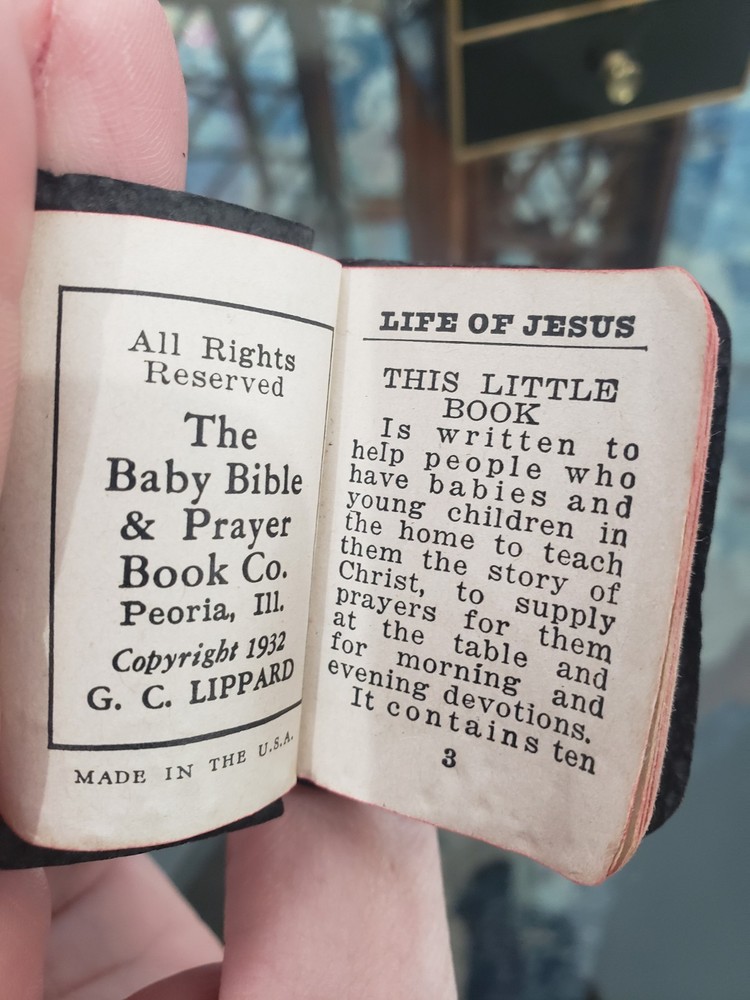 All Rights
Reserved
The
Baby Bible
& Prayer
Book Co.
Peoria, Ill.
Copyright 1932
G. C. LIPPARD
MADE IN THE U.S.A.
LIFE OF JESUS
THIS LITTLE
BOOK
Is written to
help people who
have babies and
young children in
the home to teach
them the story of
Christ, to supply
prayers for them
at the table and
for morning and
evening devotions.
It contains ten
3